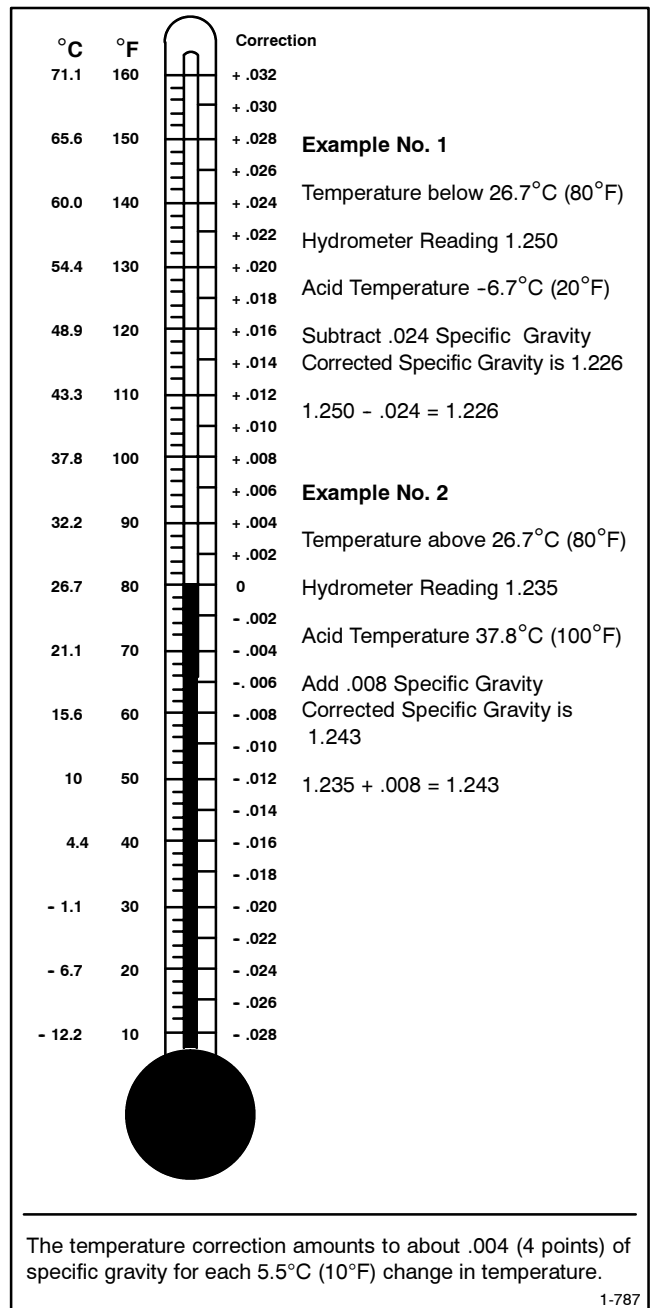 °C °F Correction
71.1 160 + .032
+ .030
65.6 150 + .028
+ .026
60.0 140 + .024
+ .022
54.4 130 + .020
+ .018
48.9 120 + .016
+ .014
43.3 110 + .012
+ .010
37.8 100 + .008
+ .006
32.2 90 + .004
+ .002
26.7 80 0
- .002
21.1 70 - .004
-. 006
15.6 60 - .008
- .010
10 50 - .012
- .014
4.4 40 - .016
- .018
- 1.1 30 - .020
- .022
- 6.7 20 - .024
- .026
- 12.2 10 - .028
Example No. 1
Temperature below 26.7°C (80°F)
Hydrometer Reading 1.250
Acid Temperature -6.7°C (20°F)
Subtract .024 Specific Gravity
Corrected Specific Gravity is 1.226
1.250 - .024 = 1.226
Example No. 2
Temperature above 26.7°C (80°F)
Hydrometer Reading 1.235
Acid Temperature 37.8°C (100°F)
Add .008 Specific Gravity
Corrected Specific Gravity is
1.243
1.235 + .008 = 1.243
The temperature correction amounts to about .004 (4 points) of
specific gravity for each 5.5°C (10°F) change in temperature.
1-787